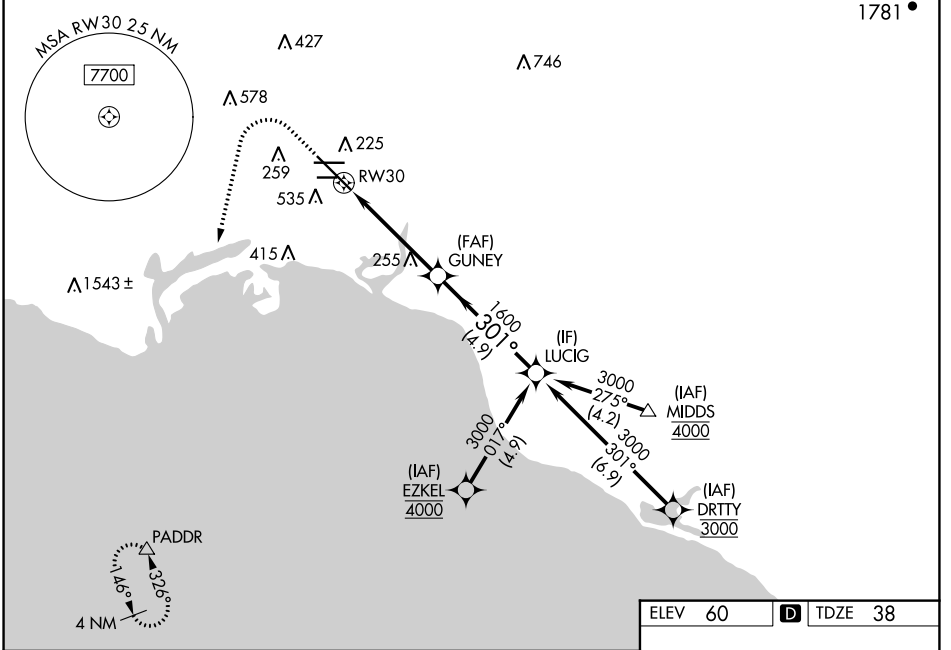 1781
MSA RW30 25 NM
7700
427
746
578
225
259
RW30
535
(FAF)
GUNEY
415
255
1543 ±
1600
301°
(4.9)
(IF)
LUCIG
3000
275°
(4.2)
(IAF)
MIDDS
4000
3000
017°
(4.9)
3000
301°
(6.9)
(IAF)
EZKEL
4000
(IAF)
DRTTY
3000
PADDR
146°
326°
4 NM
ELEV 60 D TDZE 38